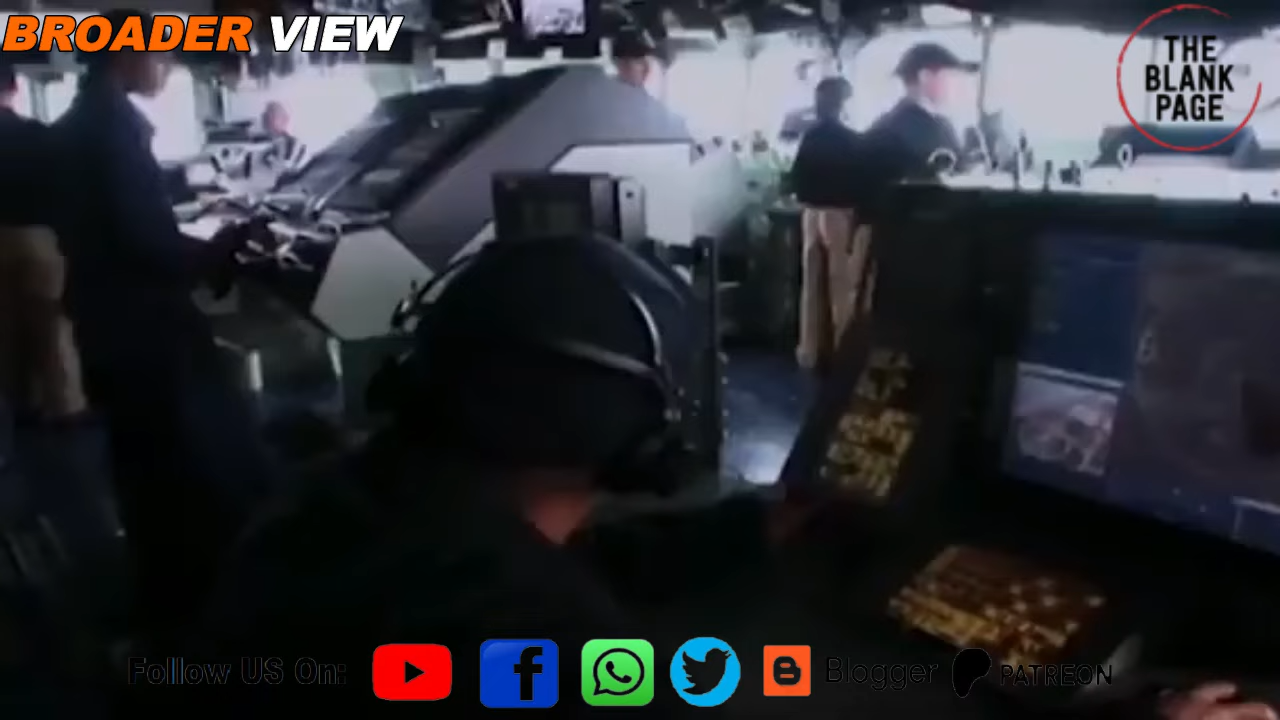 BROADER VIEW
THE
BLANK
PAGE
Follow US On:
Blogger
PATREON